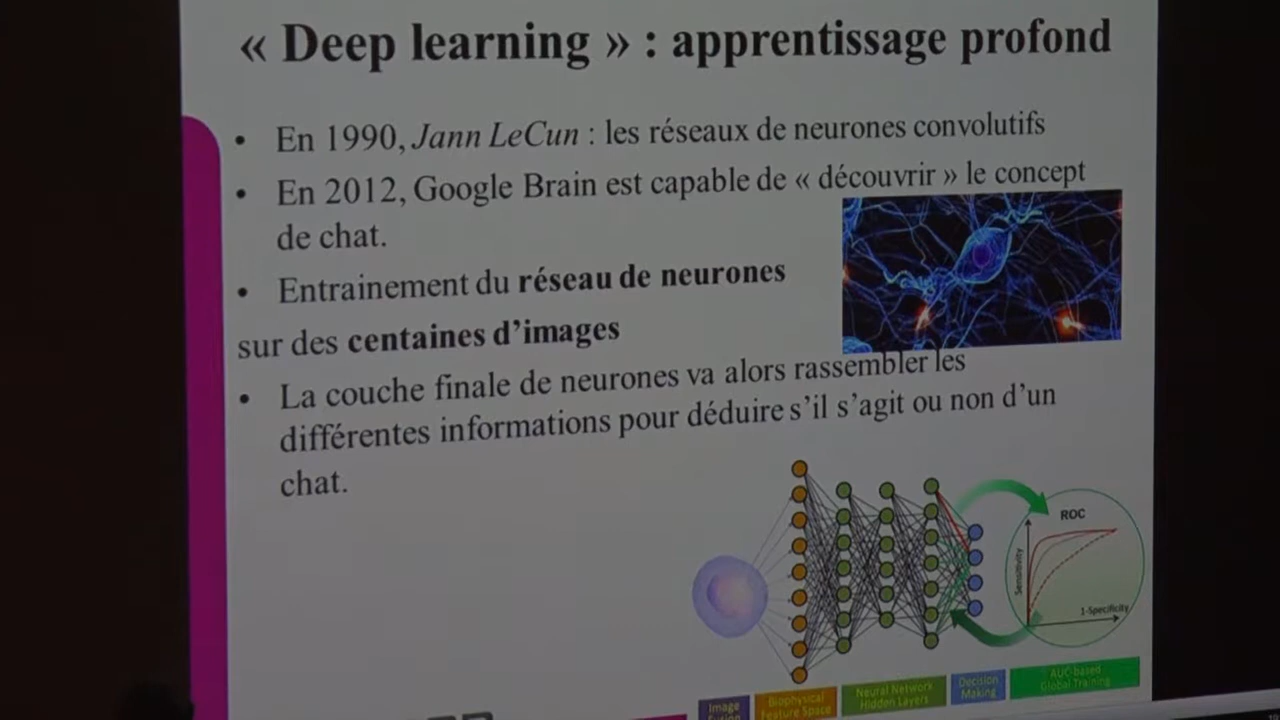 « Deep learning » : apprentissage profond
• En 1990, Jann LeCun : les réseaux de neurones convolutifs
• En 2012, Google Brain est capable de « découvrir » le concept
de chat.
• Entrainement du réseau de neurones
sur des centaines d'images
• La couche finale de neurones va alors rassembler les
différentes informations pour déduire s'il s'agit ou non d'un
chat.
ROC
Sensitivity
1-Specificity
Image
Biophysical
Feature Space
Neural Network
Hidden Layers
Decision
Making
AUC-based
Global Training